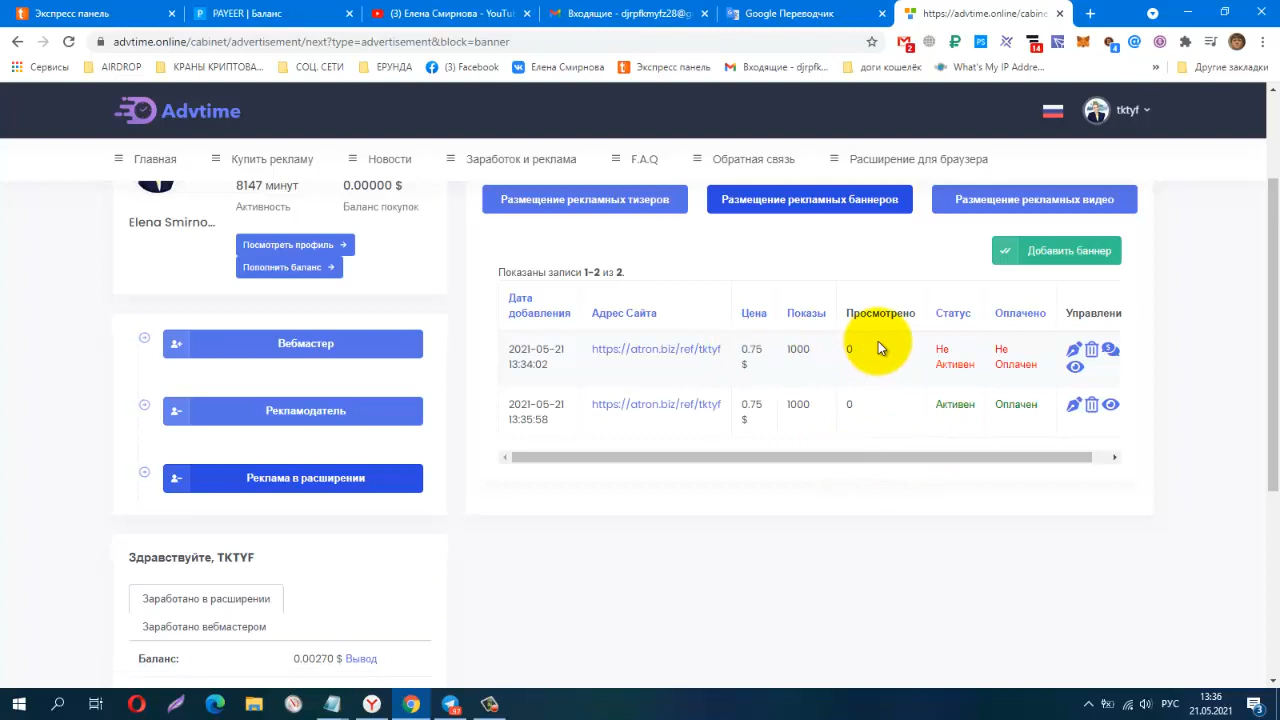 Экспресс панель
PAYEER | Баланс
(3) Елена Смирнова - YouTub
Входящие - djrpfkmyfz28@g
Google Переводчик
https://advtime.online/cabine
advtime.online/cabinet/advertisement/next?type=advertisement&block=banner
2
14
4
Сервисы
AIRDROP
КРАНЫ КРИПТОВА...
СОЦ. СЕТИ
ЕРУНДА
(3) Facebook
Елена Смирнова
Экспресс панель
Входящие - djrpfk...
доги кошелёк
What's My IP Addre...
»
Другие закладки
Advtime
tktyf
Главная
Купить рекламу
Новости
Заработок и реклама
F.A.Q
Обратная связь
Расширение для браузера
8147 минут
0.00000 $
Активность
Баланс покупок
Elena Smirno...
Посмотреть профиль
Пополнить баланс
Размещение рекламных тизеров
Размещение рекламных баннеров
Размещение рекламных видео
Добавить баннер
Показаны записи 1-2 из 2.
Дата добавления
Адрес Сайта
Цена
Показы
Просмотрено
Статус
Оплачено
Управлени
2021-05-21 13:34:02
https://atron.biz/ref/tktyf
0.75 $
1000
0
Не Активен
Не Оплачен
2021-05-21 13:35:58
https://atron.biz/ref/tktyf
0.75 $
1000
0
Активен
Оплачен
Вебмастер
Рекламодатель
Реклама в расширении
Здравствуйте, TKTYF
Заработано в расширении
Заработано вебмастером
Баланс:
0.00270 $ Вывод
РУС
13:36
21.05.2021